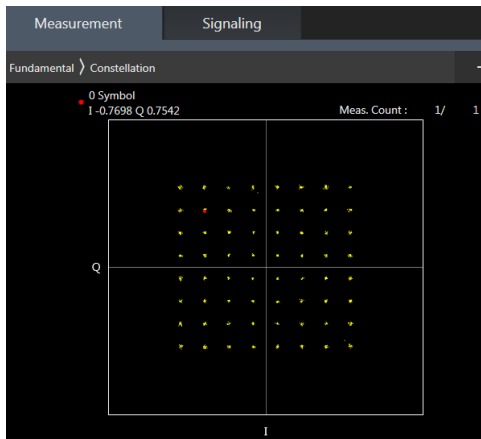 Measurement Signaling
Fundamental ⟩ Constellation
0 Symbol
I -0.7698 Q 0.7542 Meas. Count : 1/ 1
Q
I